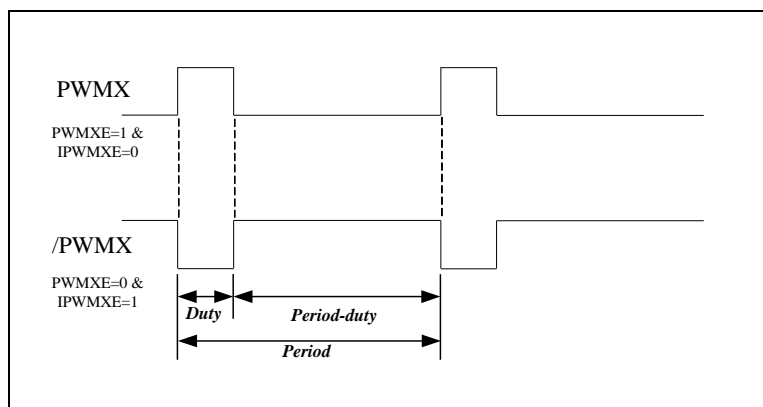 PWMX
PWMXE=1 &
IPWMXE=0
/PWMX
PWMXE=0 &
IPWMXE=1
Duty
Period-duty
Period